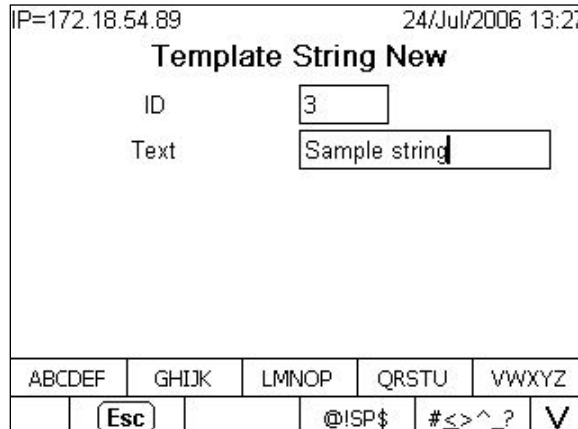 IP=172.18.54.89 24/Jul/2006 13:27
Template String New
ID 3
Text Sample string
ABCDEF GHIJK LMNOP QRSTU VWXYZ
Esc @!SP$ #<>^_? V